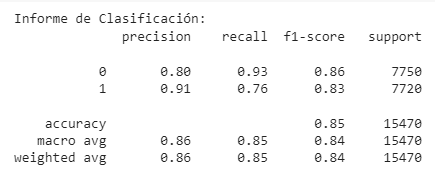 Informe de Clasificación:
precision recall f1-score support
0 0.80 0.93 0.86 7750
1 0.91 0.76 0.83 7720
accuracy 0.85 15470
macro avg 0.86 0.85 0.84 15470
weighted avg 0.86 0.85 0.84 15470